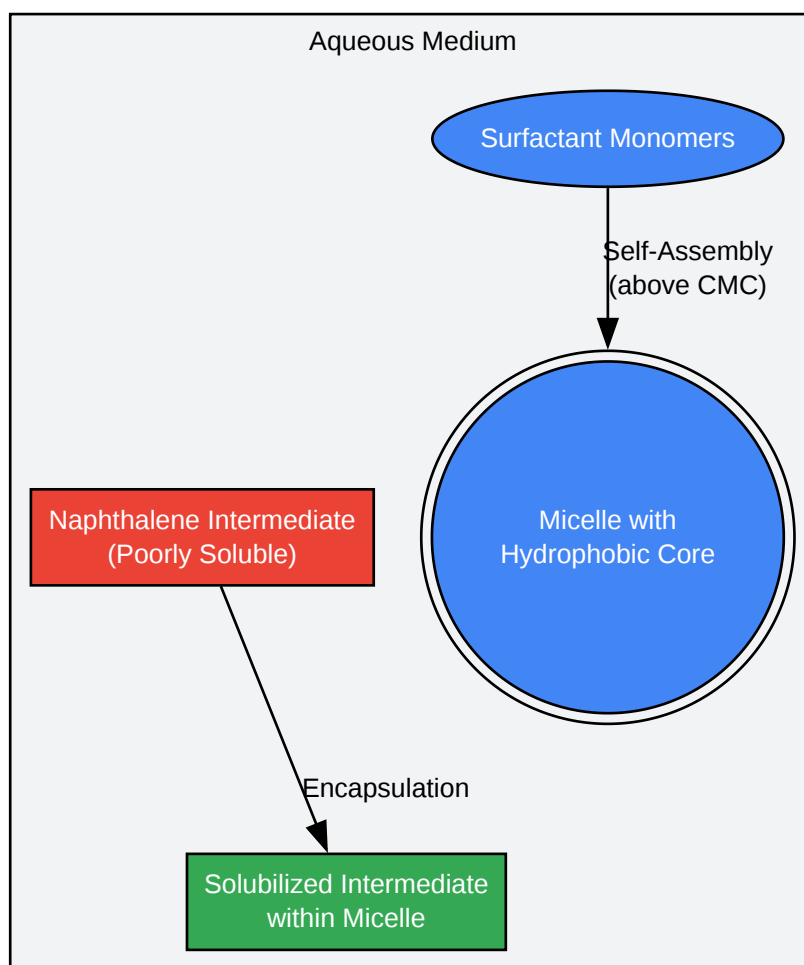 Aqueous Medium
Surfactant Monomers
Self-Assembly
(above CMC)
Naphthalene Intermediate
(Poorly Soluble)
Micelle with
Hydrophobic Core
Encapsulation
Solubilized Intermediate
within Micelle